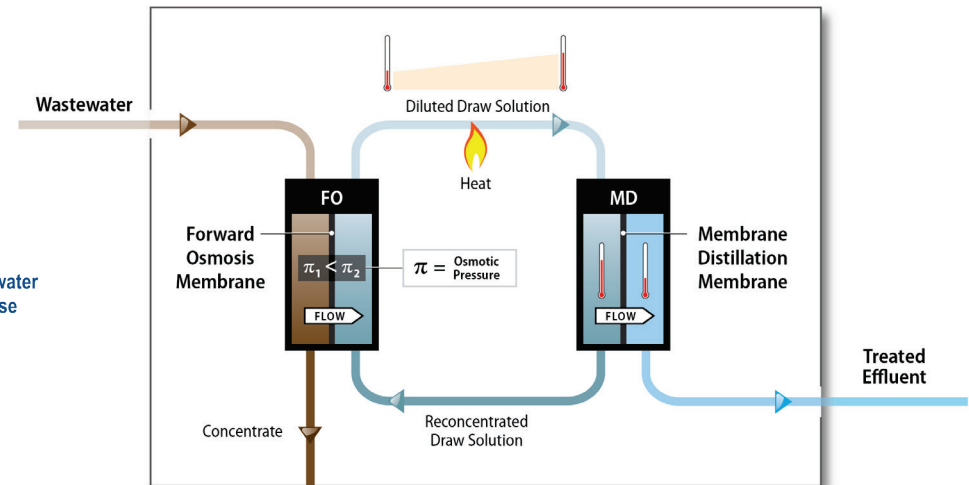 Wastewater
Diluted Draw Solution
Heat
FO
MD
Forward
Osmosis
Membrane
π1 < π2
π = Osmotic
Pressure
FLOW
Membrane
Distillation
Membrane
FLOW
water
se
Treated
Effluent
Concentrate
Reconcentrated
Draw Solution